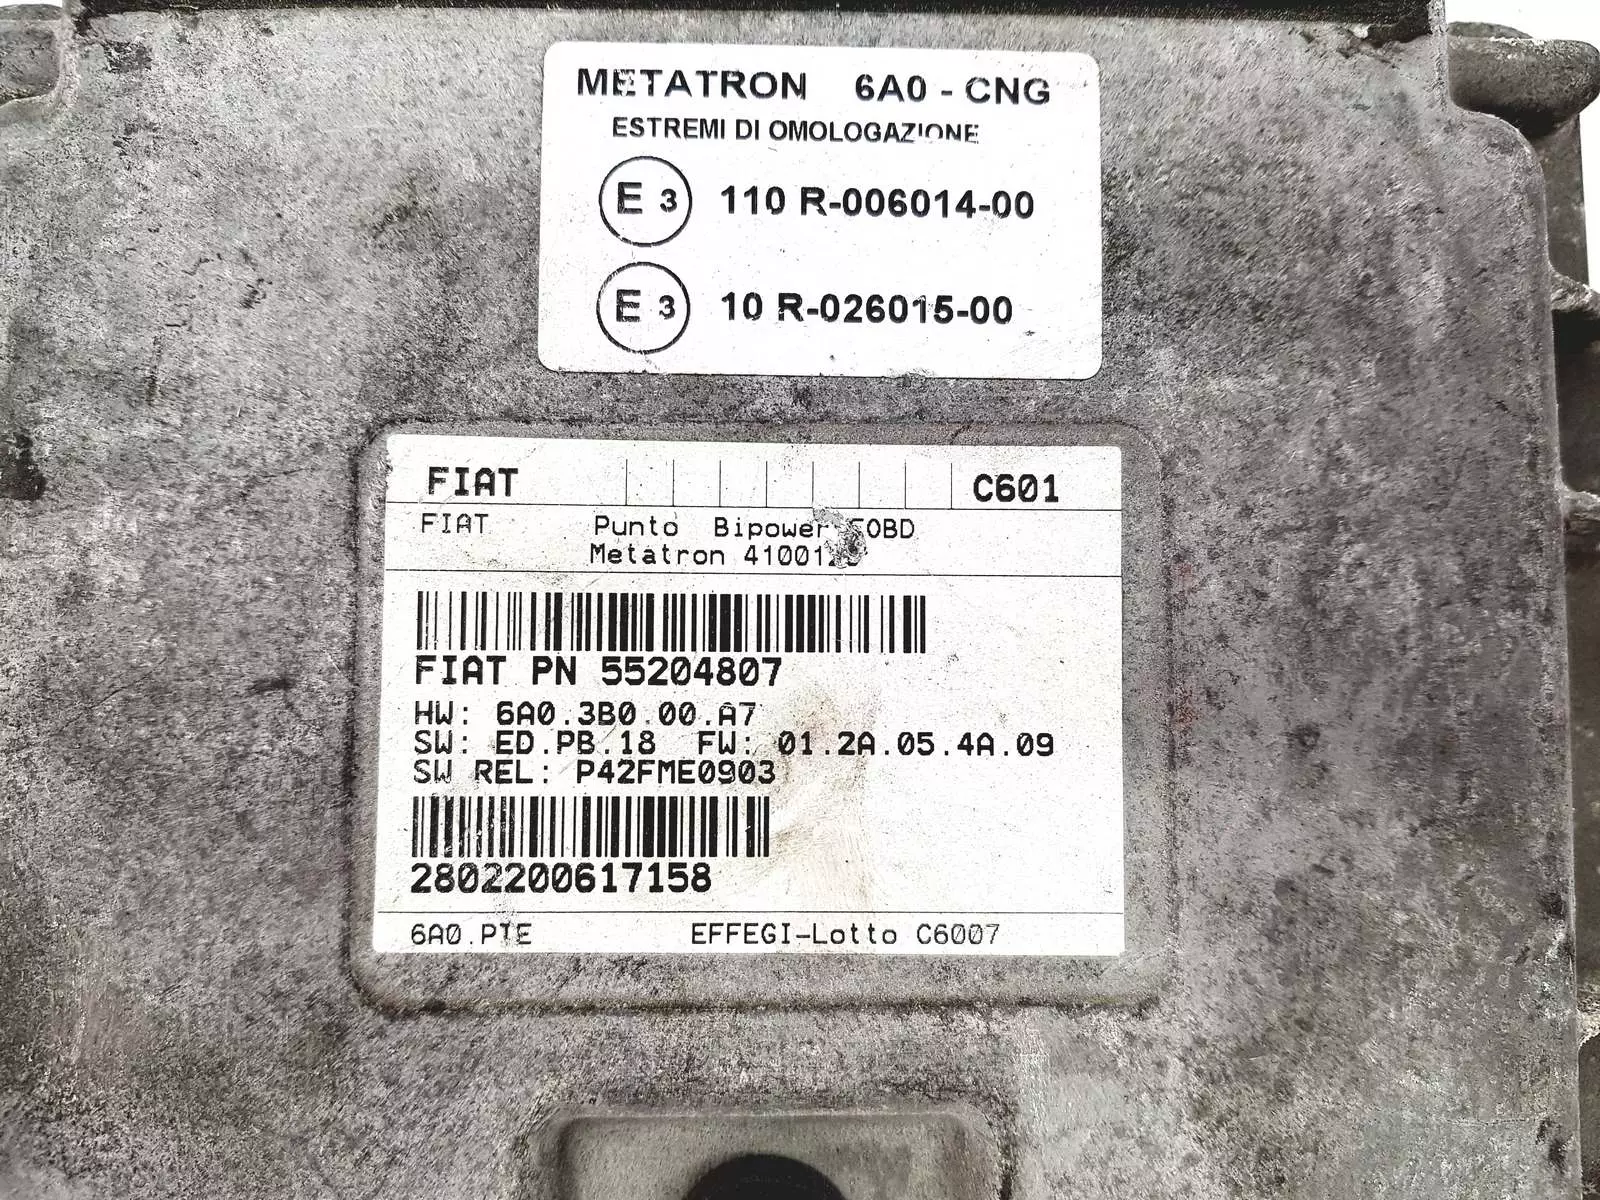 METATRON 6A0 - CNG
ESTREMI DI OMOLOGAZIONE
E 3 110 R-006014-00
E 3 10 R-026015-00
FIAT C601
FIAT Punto Bipower EOBD
Metatron
FIAT PN 55204807
HW: 6A0.3B0.00.A7
SW: ED.PB.18 FW: 01.2A.05.4A.09
SW REL: P42FME0903
2802200617158
6A0.PTE EFFEGI-Lotto C6007